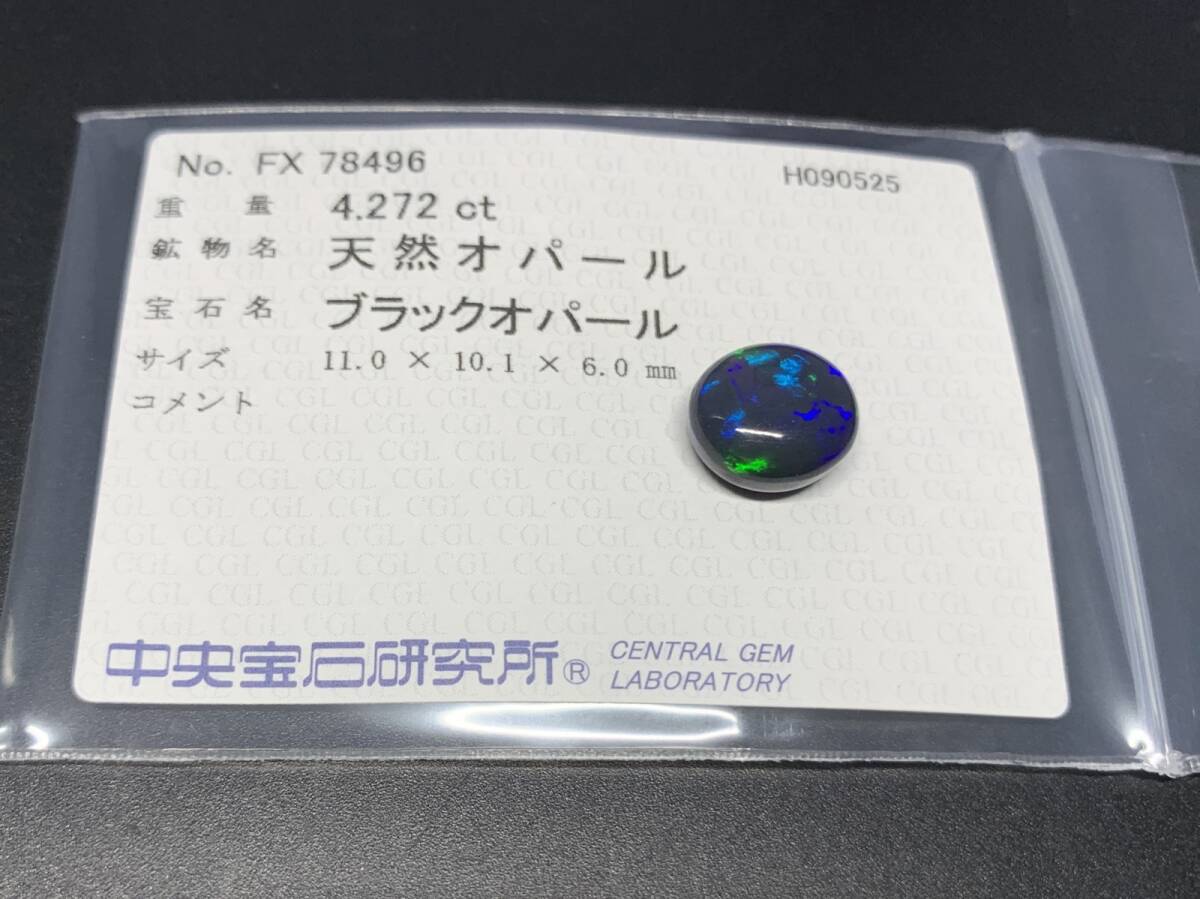 No. FX 78496
H090525
重量 4.272 ct
鉱物名 天然オパール
宝石名 ブラックオパール
サイズ 11.0 × 10.1 × 6.0 mm
コメント
中央宝石研究所® CENTRAL GEM
LABORATORY